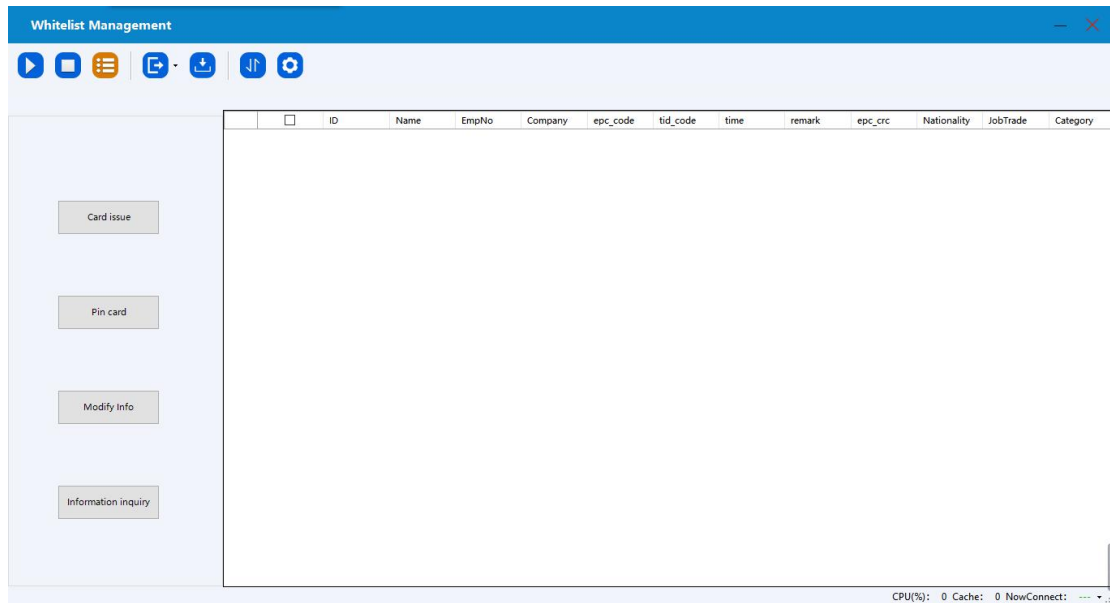 Whitelist Management
ID Name EmpNo Company epc_code tid_code time remark epc_crc Nationality JobTrade Category
Card issue
Pin card
Modify Info
Information inquiry
CPU(%): 0 Cache: 0 NowConnect: ---